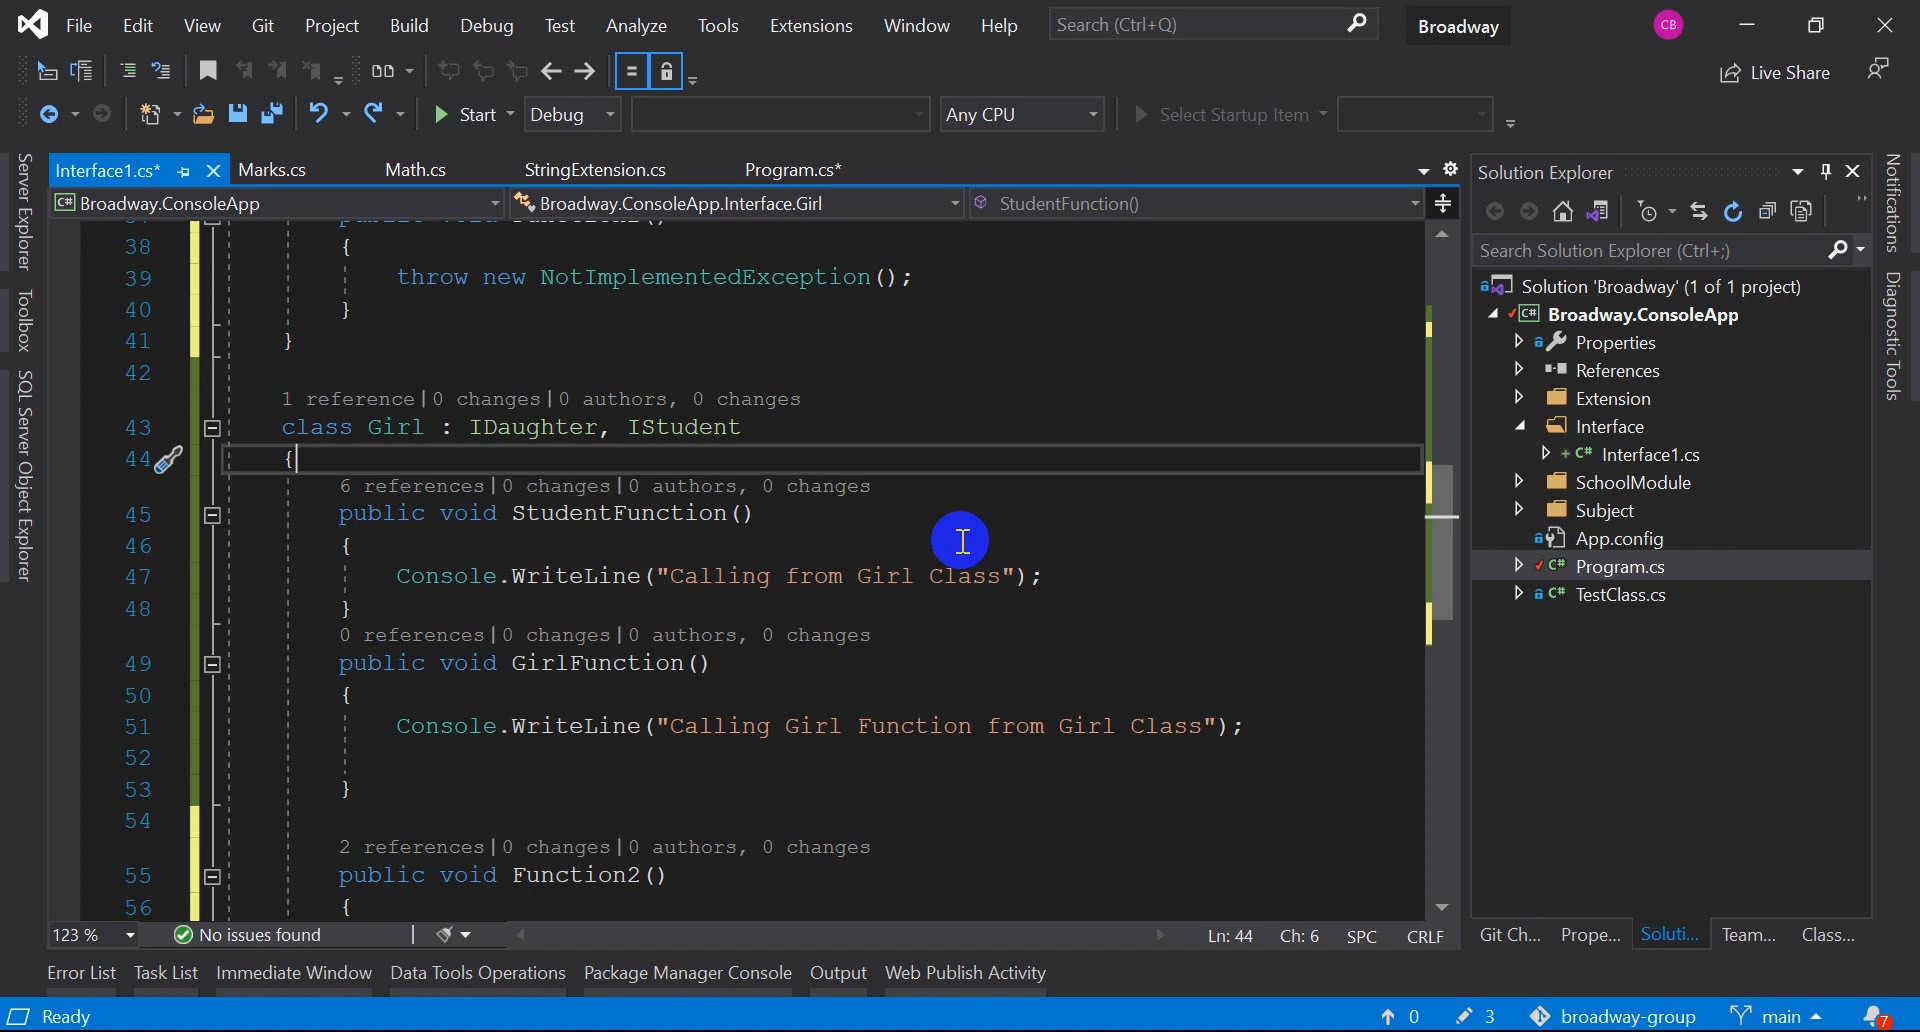 File Edit View Git Project Build Debug Test Analyze Tools Extensions Window Help Search (Ctrl+Q) Broadway CB
Live Share
Start Debug Any CPU Select Startup Item
Server Explorer
Toolbox
SQL Server Object Explorer
Interface1.cs* Marks.cs Math.cs StringExtension.cs Program.cs*
C# Broadway.ConsoleApp Broadway.ConsoleApp.Interface.Girl StudentFunction()
38 {
39 throw new NotImplementedException();
40 }
41 }
42
1 reference|0 changes|0 authors, 0 changes
43 class Girl : IDaughter, IStudent
44 {
6 references|0 changes|0 authors, 0 changes
45 public void StudentFunction()
46 {
47 Console.WriteLine("Calling from Girl Class");
48 }
0 references|0 changes|0 authors, 0 changes
49 public void GirlFunction()
50 {
51 Console.WriteLine("Calling Girl Function from Girl Class");
52
53 }
54
2 references|0 changes|0 authors, 0 changes
55 public void Function2()
56 {
123 % No issues found Ln: 44 Ch: 6 SPC CRLF
Solution Explorer
Search Solution Explorer (Ctrl+;)
Solution 'Broadway' (1 of 1 project)
C# Broadway.ConsoleApp
Properties
References
Extension
Interface
C# Interface1.cs
SchoolModule
Subject
App.config
C# Program.cs
C# TestClass.cs
Git Ch... Prope... Soluti... Team... Class...
Notifications
Diagnostic Tools
Error List Task List Immediate Window Data Tools Operations Package Manager Console Output Web Publish Activity
Ready 0 3 broadway-group main 7